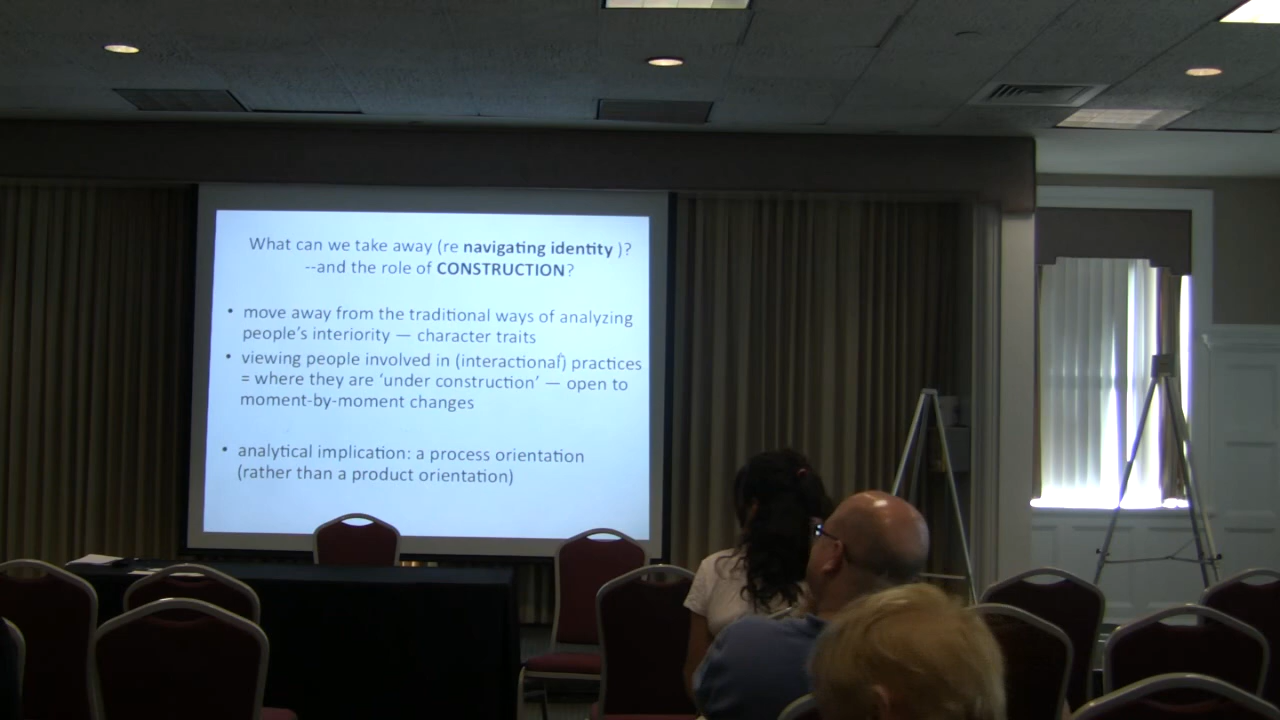 What can we take away (re navigating identity )?
--and the role of CONSTRUCTION?
• move away from the traditional ways of analyzing
people's interiority — character traits
• viewing people involved in (interactional) practices
= where they are 'under construction' — open to
moment-by-moment changes
• analytical implication: a process orientation
(rather than a product orientation)